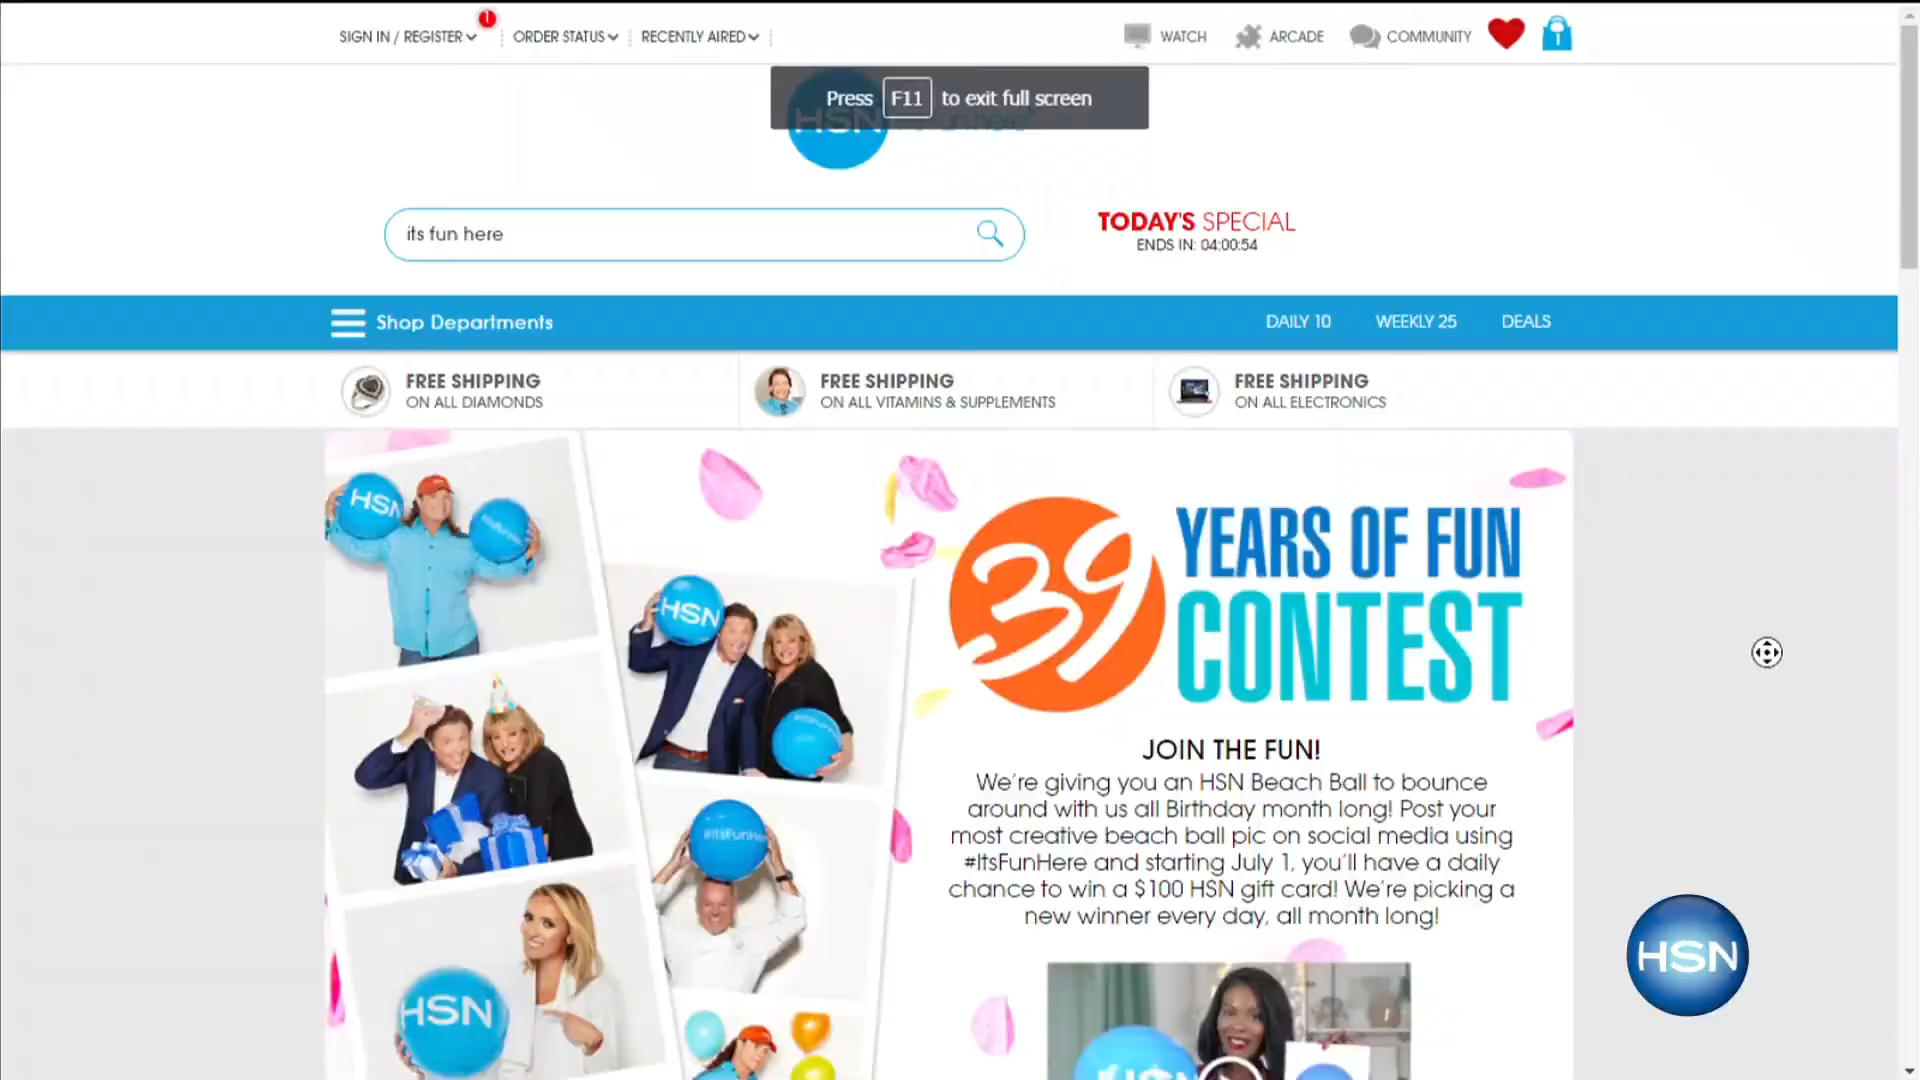 SIGN IN / REGISTER
1
ORDER STATUS
RECENTLY AIRED
WATCH
ARCADE
COMMUNITY
1
Press F11 to exit full screen
HSN
its fun here
TODAY'S SPECIAL
ENDS IN: 04:00:54
Shop Departments
DAILY 10
WEEKLY 25
DEALS
FREE SHIPPING
ON ALL DIAMONDS
FREE SHIPPING
ON ALL VITAMINS & SUPPLEMENTS
FREE SHIPPING
ON ALL ELECTRONICS
HSN
HSN
#ItsFunHere
HSN
39 YEARS OF FUN
CONTEST
JOIN THE FUN!
We're giving you an HSN Beach Ball to bounce
around with us all Birthday month long! Post your
most creative beach ball pic on social media using
#ItsFunHere and starting July 1, you'll have a daily
chance to win a $100 HSN gift card! We're picking a
new winner every day, all month long!
HSN
HSN